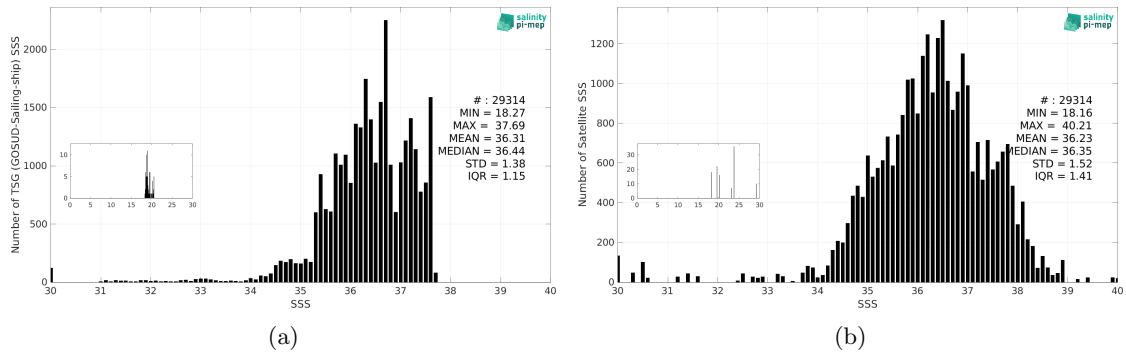 salinity
pi-mep
Number of TSG (GOSUD-Sailing-ship) SSS
2000
1500
1000
500
0
# : 29314
MIN = 18.27
MAX = 37.69
MEAN = 36.31
MEDIAN = 36.44
STD = 1.38
IQR = 1.15
10
5
0
0 5 10 15 20 25 30
30 31 32 33 34 35 36 37 38 39 40
SSS
(a)
salinity
pi-mep
Number of Satellite SSS
1200
1000
800
600
400
200
0
# : 29314
MIN = 18.16
MAX = 40.21
MEAN = 36.23
MEDIAN = 36.35
STD = 1.52
IQR = 1.41
30
20
10
0
0 5 10 15 20 25 30
30 31 32 33 34 35 36 37 38 39 40
SSS
(b)